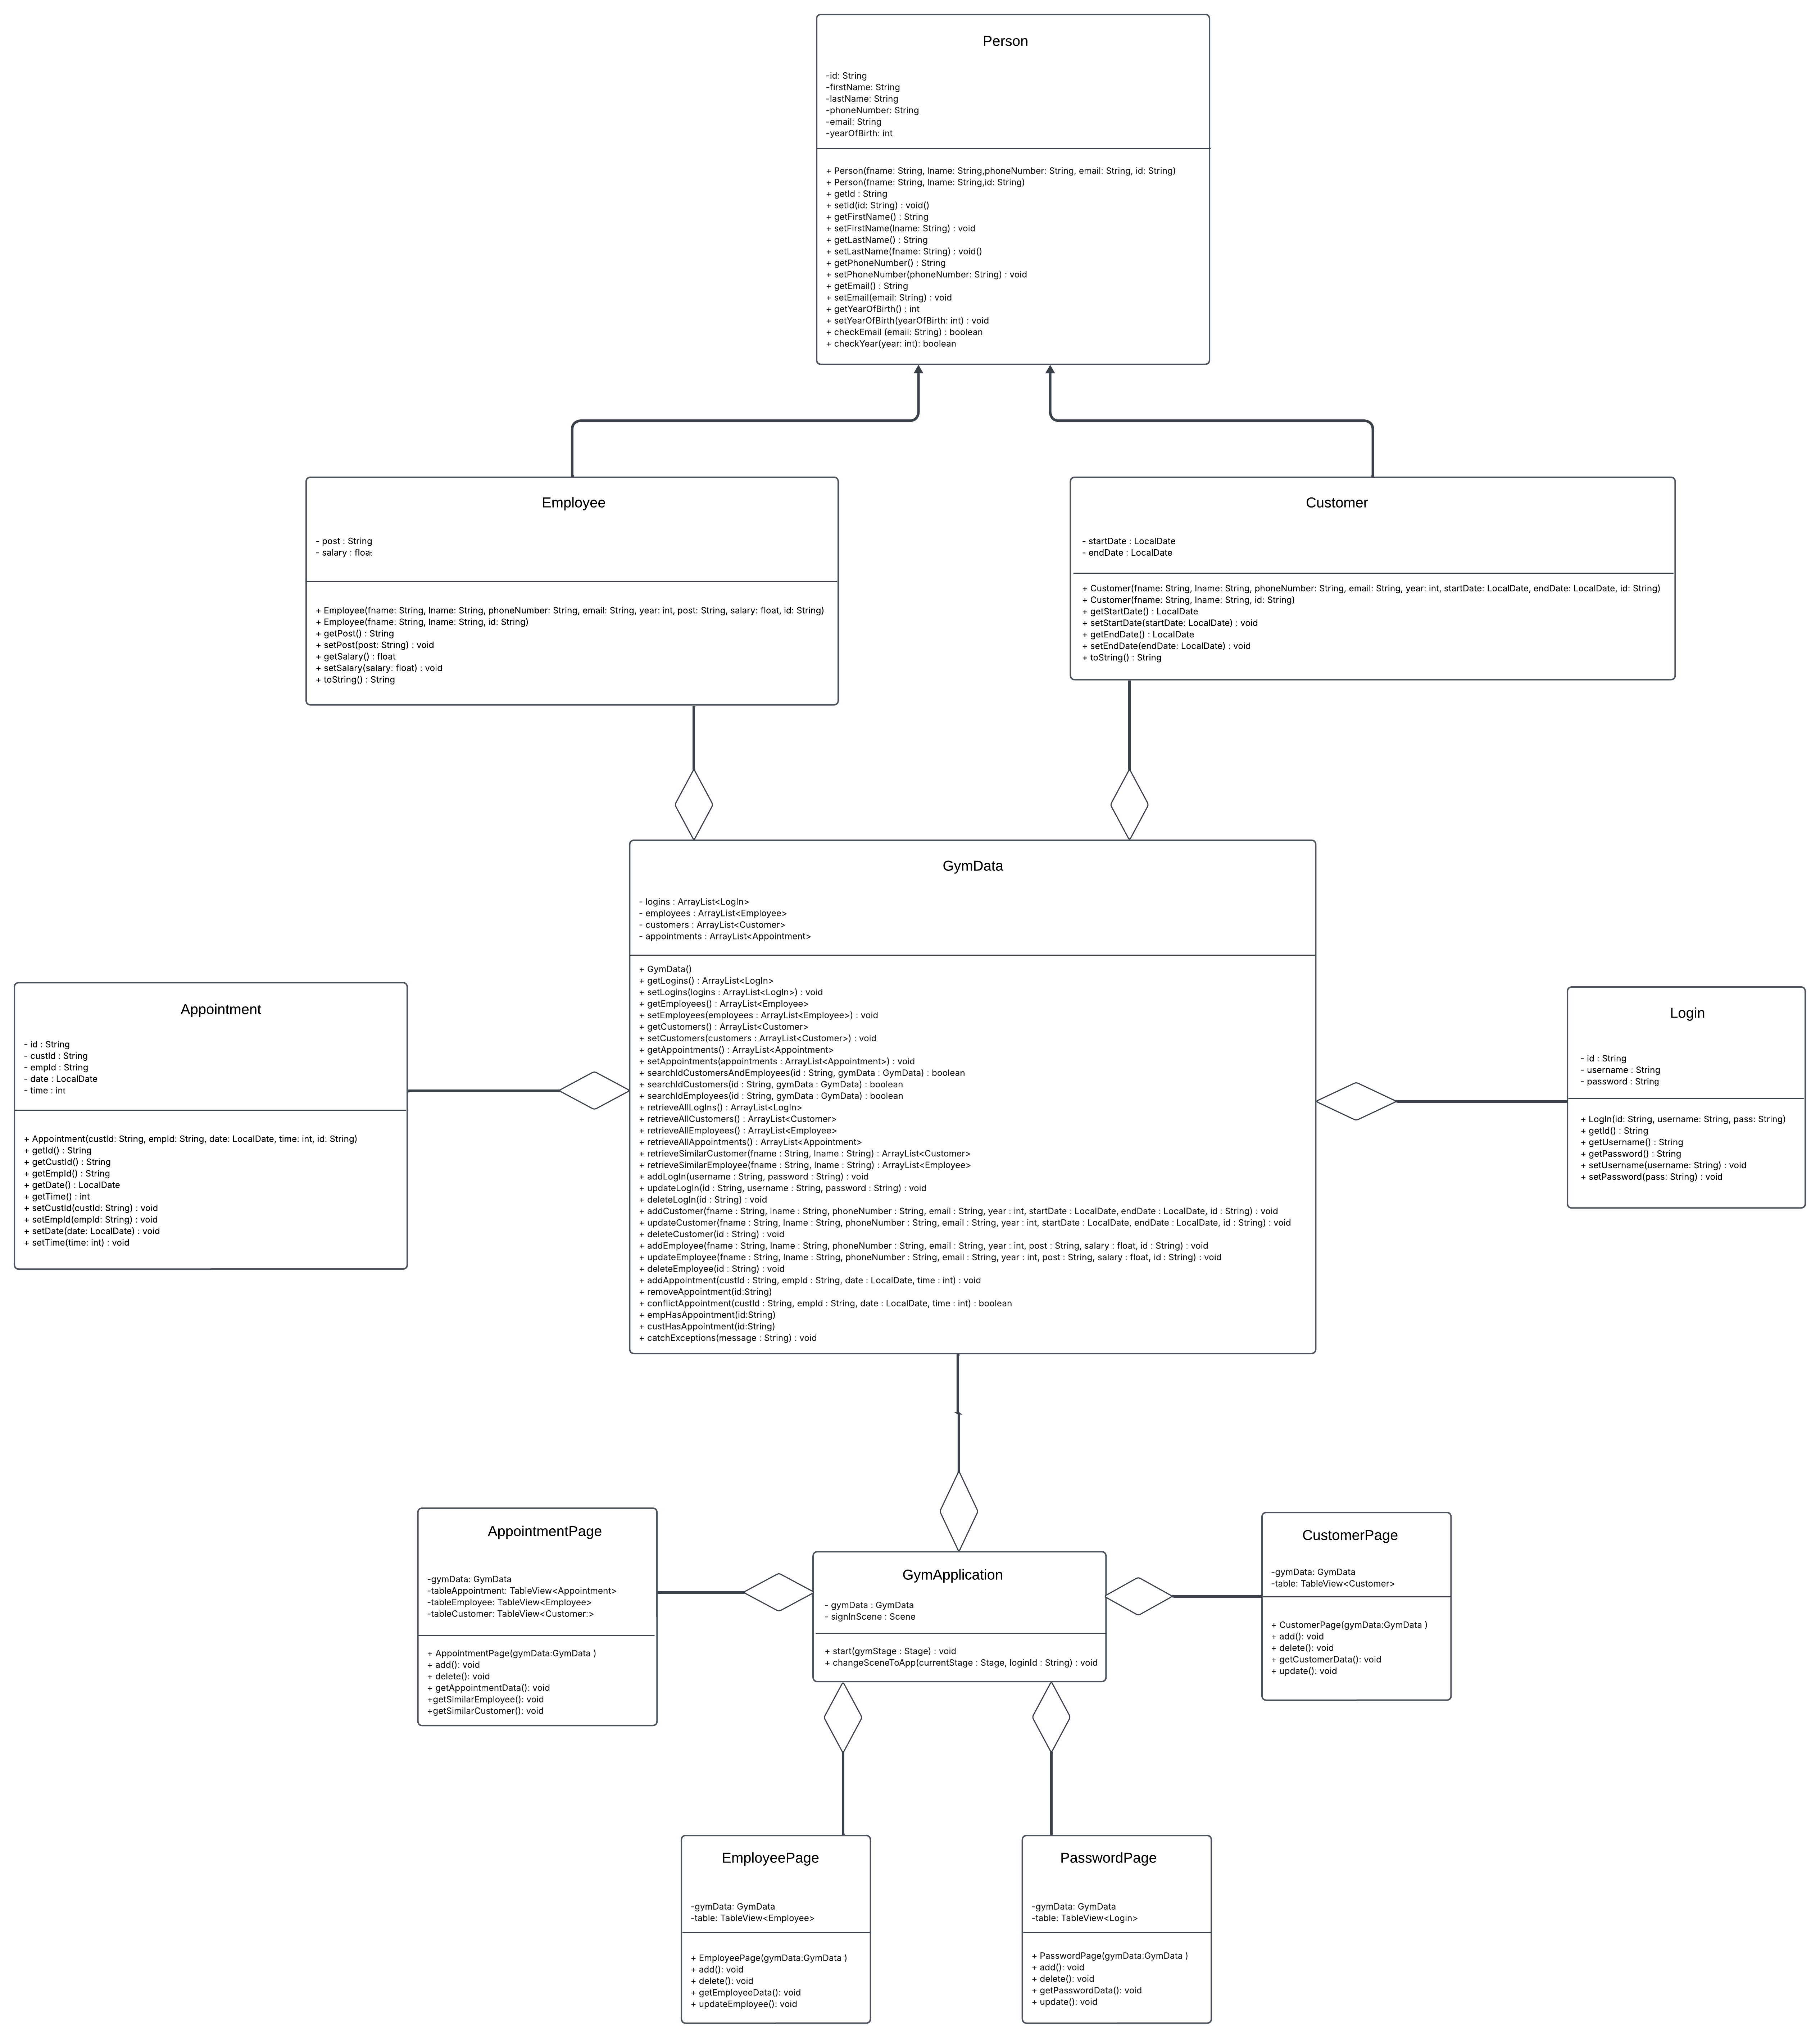 Person
-id: String
-firstName: String
-lastName: String
-phoneNumber: String
-email: String
-yearOfBirth: int
+ Person(fname: String, lname: String,phoneNumber: String, email: String, id: String)
+ Person(fname: String, lname: String,id: String)
+ getId : String
+ setId(id: String) : void()
+ getFirstName() : String
+ setFirstName(lname: String) : void
+ getLastName() : String
+ setLastName(fname: String) : void()
+ getPhoneNumber() : String
+ setPhoneNumber(phoneNumber: String) : void
+ getEmail() : String
+ setEmail(email: String) : void
+ getYearOfBirth() : int
+ setYearOfBirth(yearOfBirth: int) : void
+ checkEmail (email: String) : boolean
+ checkYear(year: int): boolean
Employee
- post : String
- salary : float
+ Employee(fname: String, lname: String, phoneNumber: String, email: String, year: int, post: String, salary: float, id: String)
+ Employee(fname: String, lname: String, id: String)
+ getPost() : String
+ setPost(post: String) : void
+ getSalary() : float
+ setSalary(salary: float) : void
+ toString() : String
Customer
- startDate : LocalDate
- endDate : LocalDate
+ Customer(fname: String, lname: String, phoneNumber: String, email: String, year: int, startDate: LocalDate, endDate: LocalDate, id: String)
+ Customer(fname: String, lname: String, id: String)
+ getStartDate() : LocalDate
+ setStartDate(startDate: LocalDate) : void
+ getEndDate() : LocalDate
+ setEndDate(endDate: LocalDate) : void
+ toString() : String
GymData
- logins : ArrayList<LogIn>
- employees : ArrayList<Employee>
- customers : ArrayList<Customer>
- appointments : ArrayList<Appointment>
+ GymData()
+ getLogins() : ArrayList<LogIn>
+ setLogins(logins : ArrayList<LogIn>) : void
+ getEmployees() : ArrayList<Employee>
+ setEmployees(employees : ArrayList<Employee>) : void
+ getCustomers() : ArrayList<Customer>
+ setCustomers(customers : ArrayList<Customer>) : void
+ getAppointments() : ArrayList<Appointment>
+ setAppointments(appointments : ArrayList<Appointment>) : void
+ searchIdCustomersAndEmployees(id : String, gymData : GymData) : boolean
+ searchIdCustomers(id : String, gymData : GymData) : boolean
+ searchIdEmployees(id : String, gymData : GymData) : boolean
+ retrieveAllLogIns() : ArrayList<LogIn>
+ retrieveAllCustomers() : ArrayList<Customer>
+ retrieveAllEmployees() : ArrayList<Employee>
+ retrieveAllAppointments() : ArrayList<Appointment>
+ retrieveSimilarCustomer(fname : String, lname : String) : ArrayList<Customer>
+ retrieveSimilarEmployee(fname : String, lname : String) : ArrayList<Employee>
+ addLogIn(username : String, password : String) : void
+ updateLogIn(id : String, username : String, password : String) : void
+ deleteLogIn(id : String) : void
+ addCustomer(fname : String, lname : String, phoneNumber : String, email : String, year : int, startDate : LocalDate, endDate : LocalDate, id : String) : void
+ updateCustomer(fname : String, lname : String, phoneNumber : String, email : String, year : int, startDate : LocalDate, endDate : LocalDate, id : String) : void
+ deleteCustomer(id : String) : void
+ addEmployee(fname : String, lname : String, phoneNumber : String, email : String, year : int, post : String, salary : float, id : String) : void
+ updateEmployee(fname : String, lname : String, phoneNumber : String, email : String, year : int, post : String, salary : float, id : String) : void
+ deleteEmployee(id : String) : void
+ addAppointment(custId : String, empId : String, date : LocalDate, time : int) : void
+ removeAppointment(id:String)
+ conflictAppointment(custId : String, empId : String, date : LocalDate, time : int) : boolean
+ empHasAppointment(id:String)
+ custHasAppointment(id:String)
+ catchExceptions(message : String) : void
Appointment
- id : String
- custId : String
- empId : String
- date : LocalDate
- time : int
+ Appointment(custId: String, empId: String, date: LocalDate, time: int, id: String)
+ getId() : String
+ getCustId() : String
+ getEmpId() : String
+ getDate() : LocalDate
+ getTime() : int
+ setCustId(custId: String) : void
+ setEmpId(empId: String) : void
+ setDate(date: LocalDate) : void
+ setTime(time: int) : void
Login
- id : String
- username : String
- password : String
+ LogIn(id: String, username: String, pass: String)
+ getId() : String
+ getUsername() : String
+ getPassword() : String
+ setUsername(username: String) : void
+ setPassword(pass: String) : void
AppointmentPage
-gymData: GymData
-tableAppointment: TableView<Appointment>
-tableEmployee: TableView<Employee>
-tableCustomer: TableView<Customer:>
+ AppointmentPage(gymData:GymData )
+ add(): void
+ delete(): void
+ getAppointmentData(): void
+getSimilarEmployee(): void
+getSimilarCustomer(): void
GymApplication
- gymData : GymData
- signInScene : Scene
+ start(gymStage : Stage) : void
+ changeSceneToApp(currentStage : Stage, loginId : String) : void
CustomerPage
-gymData: GymData
-table: TableView<Customer>
+ CustomerPage(gymData:GymData )
+ add(): void
+ delete(): void
+ getCustomerData(): void
+ update(): void
EmployeePage
-gymData: GymData
-table: TableView<Employee>
+ EmployeePage(gymData:GymData )
+ add(): void
+ delete(): void
+ getEmployeeData(): void
+ updateEmployee(): void
PasswordPage
-gymData: GymData
-table: TableView<Login>
+ PasswordPage(gymData:GymData )
+ add(): void
+ delete(): void
+ getPasswordData(): void
+ update(): void